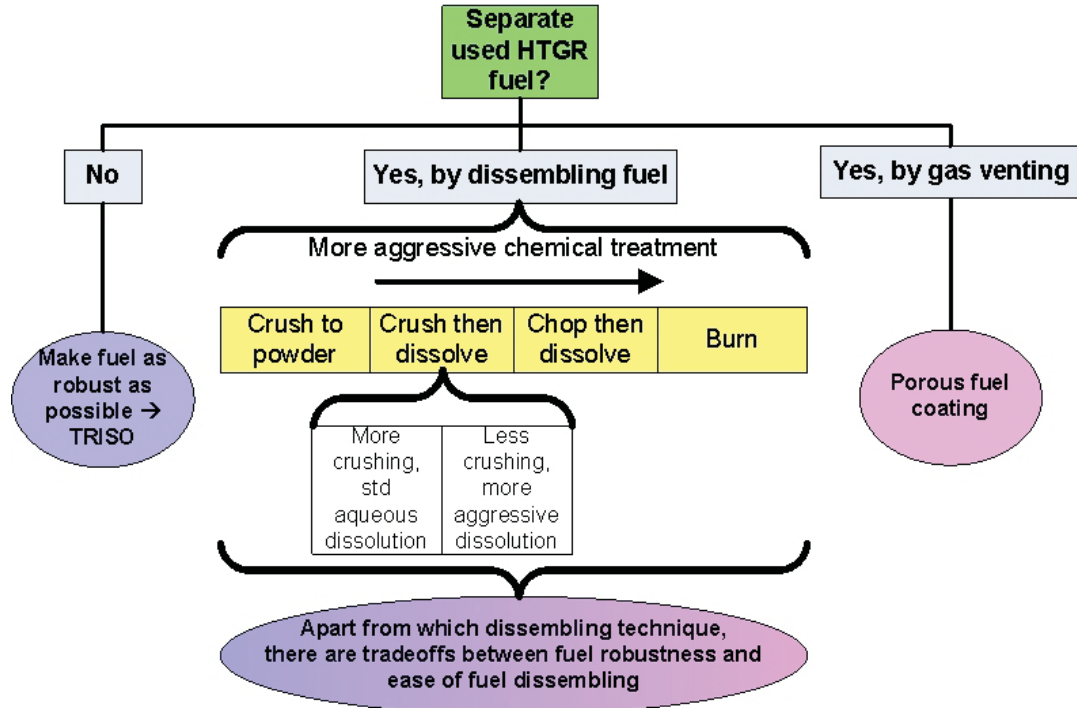 Separate
used HTGR
fuel?
No
Yes, by dissembling fuel
Yes, by gas venting
More aggressive chemical treatment
Crush to
powder
Crush then
dissolve
Chop then
dissolve
Burn
Make fuel as
robust as
possible →
TRISO
Porous fuel
coating
More
crushing,
std
aqueous
dissolution
Less
crushing,
more
aggressive
dissolution
Apart from which dissembling technique,
there are tradeoffs between fuel robustness and
ease of fuel dissembling